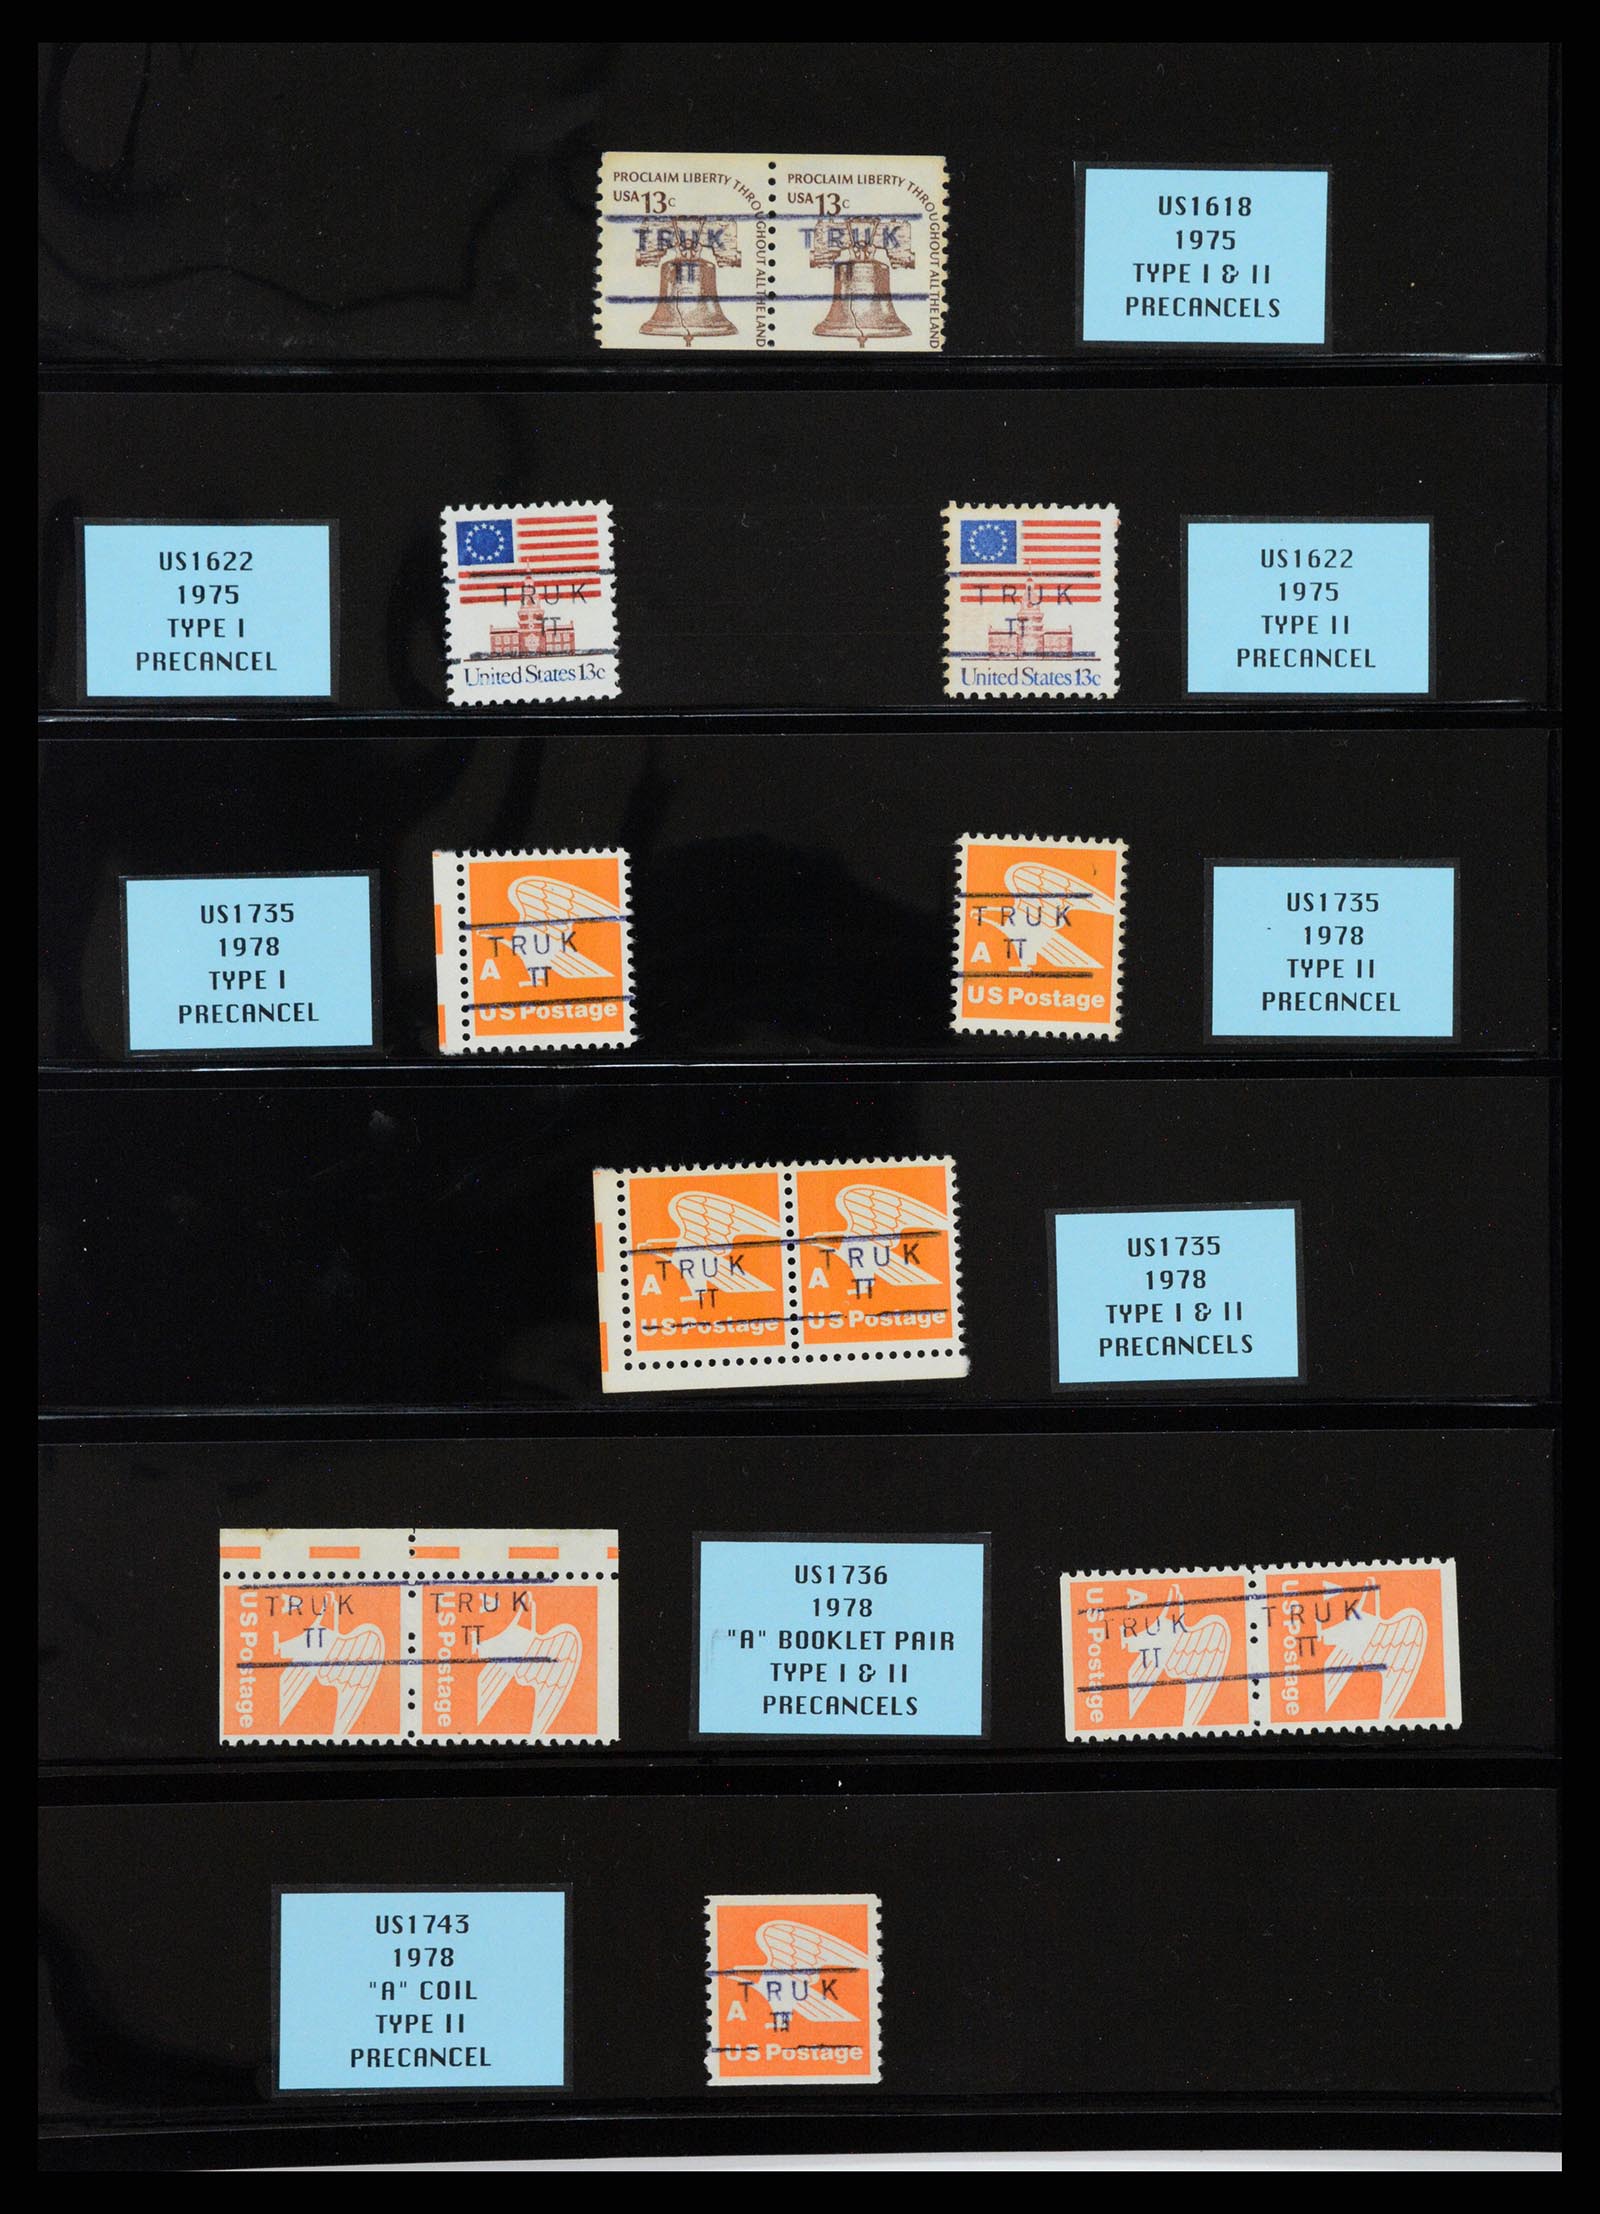 PROCLAIM LIBERTY THROUGHOUT ALL THE LAND
USA 13c
TRUK
TT
PROCLAIM LIBERTY THROUGHOUT ALL THE LAND
USA 13c
TRUK
TT
US1618
1975
TYPE I & II
PRECANCELS
US1622
1975
TYPE I
PRECANCEL
TRUK
TT
United States 13c
TRUK
TT
United States 13c
US1622
1975
TYPE II
PRECANCEL
US1735
1978
TYPE I
PRECANCEL
TRUK
TT
A
US Postage
TRUK
TT
A
US Postage
US1735
1978
TYPE II
PRECANCEL
TRUK
TT
A
US Postage
TRUK
TT
A
US Postage
US1735
1978
TYPE I & II
PRECANCELS
TRUK
TT
A
US Postage
TRUK
TT
A
US Postage
US1736
1978
"A" BOOKLET PAIR
TYPE I & II
PRECANCELS
TRUK
TT
A
US Postage
TRUK
TT
A
US Postage
US1743
1978
"A" COIL
TYPE II
PRECANCEL
TRUK
TT
A
US Postage